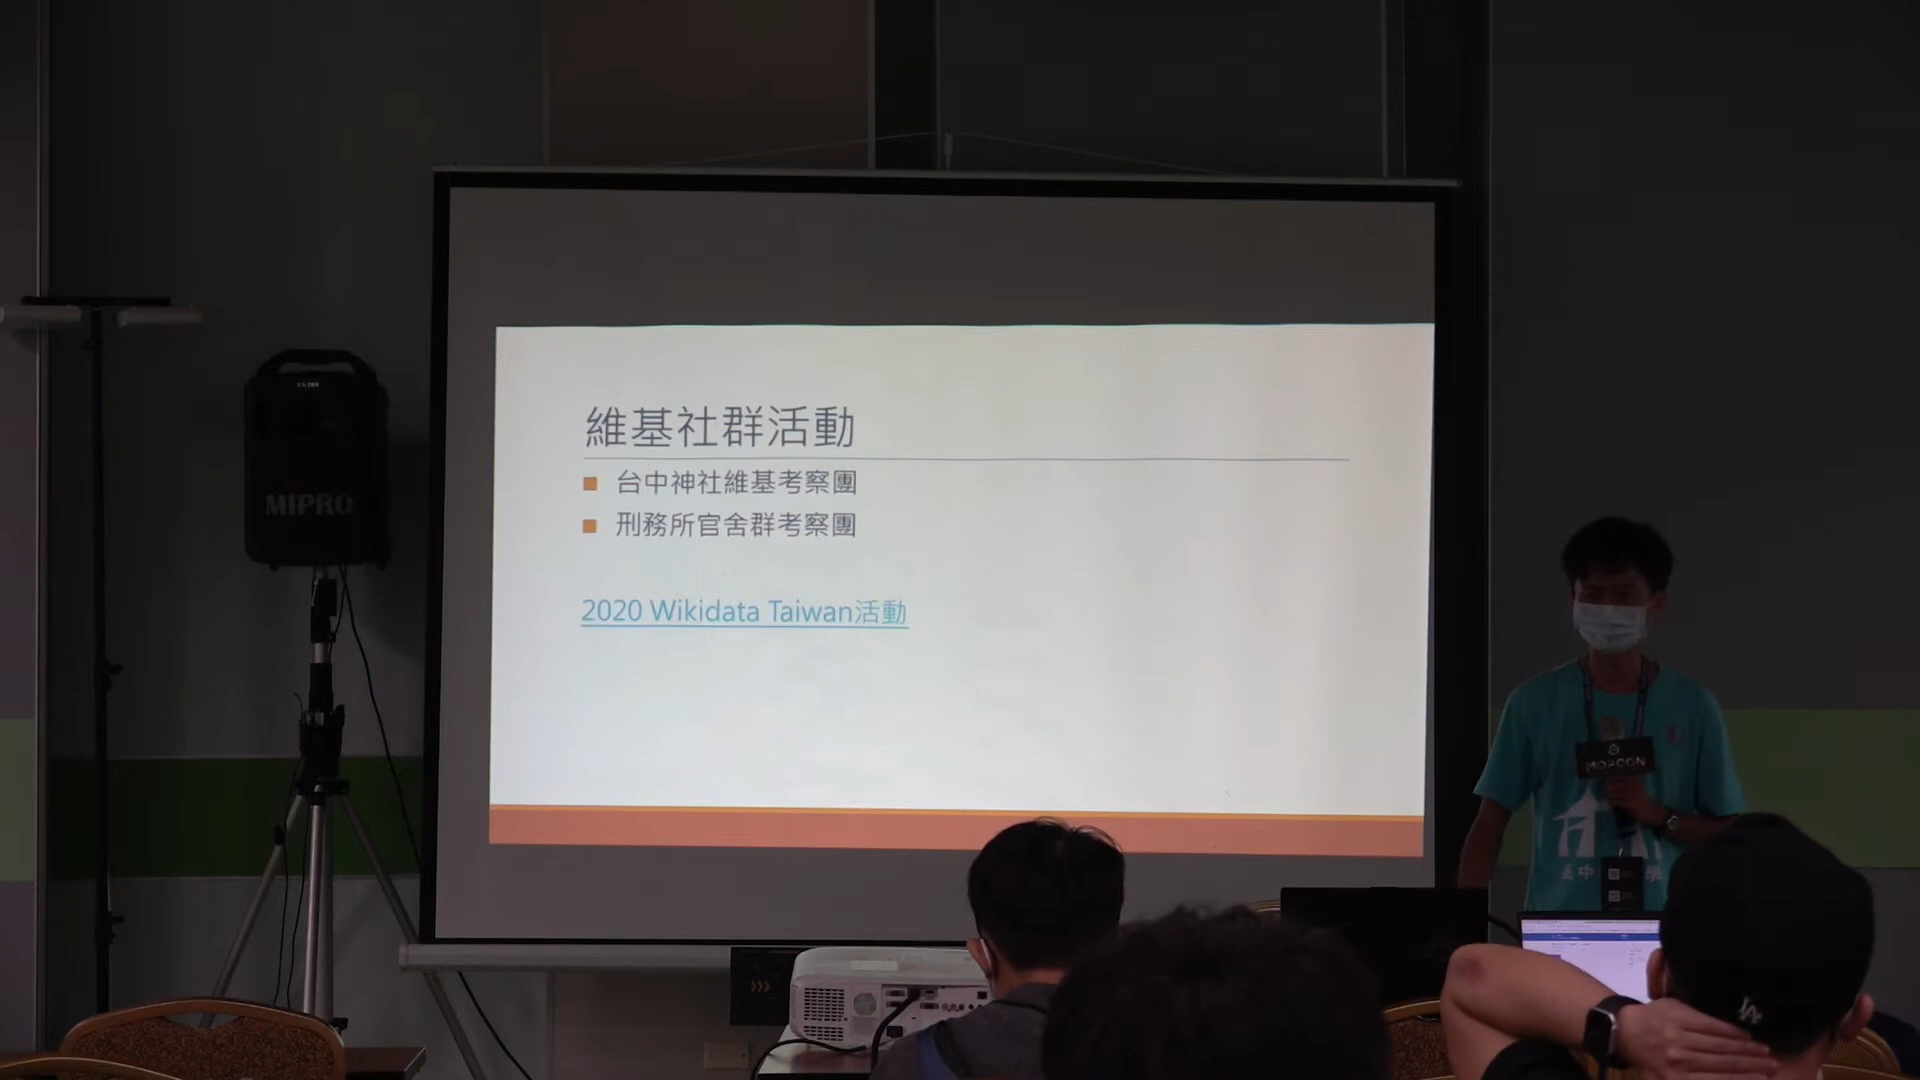 維基社群活動
台中神社維基考察團
刑務所官舍群考察團
2020 Wikidata Taiwan活動
MIPRO
MOPCON